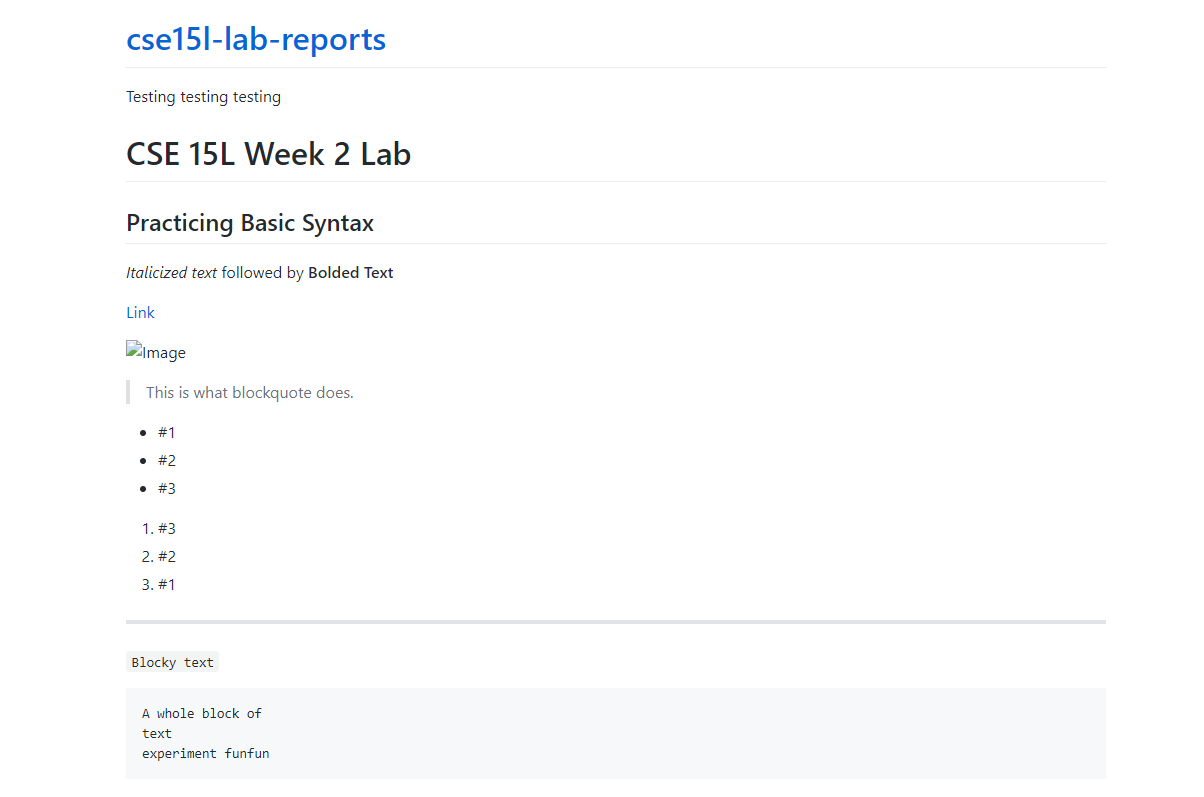 cse15l-lab-reports
Testing testing testing
CSE 15L Week 2 Lab
Practicing Basic Syntax
Italicized text followed by Bolded Text
Link
Image
This is what blockquote does.
• #1
• #2
• #3
1. #3
2. #2
3. #1
Blocky text
A whole block of
text
experiment funfun